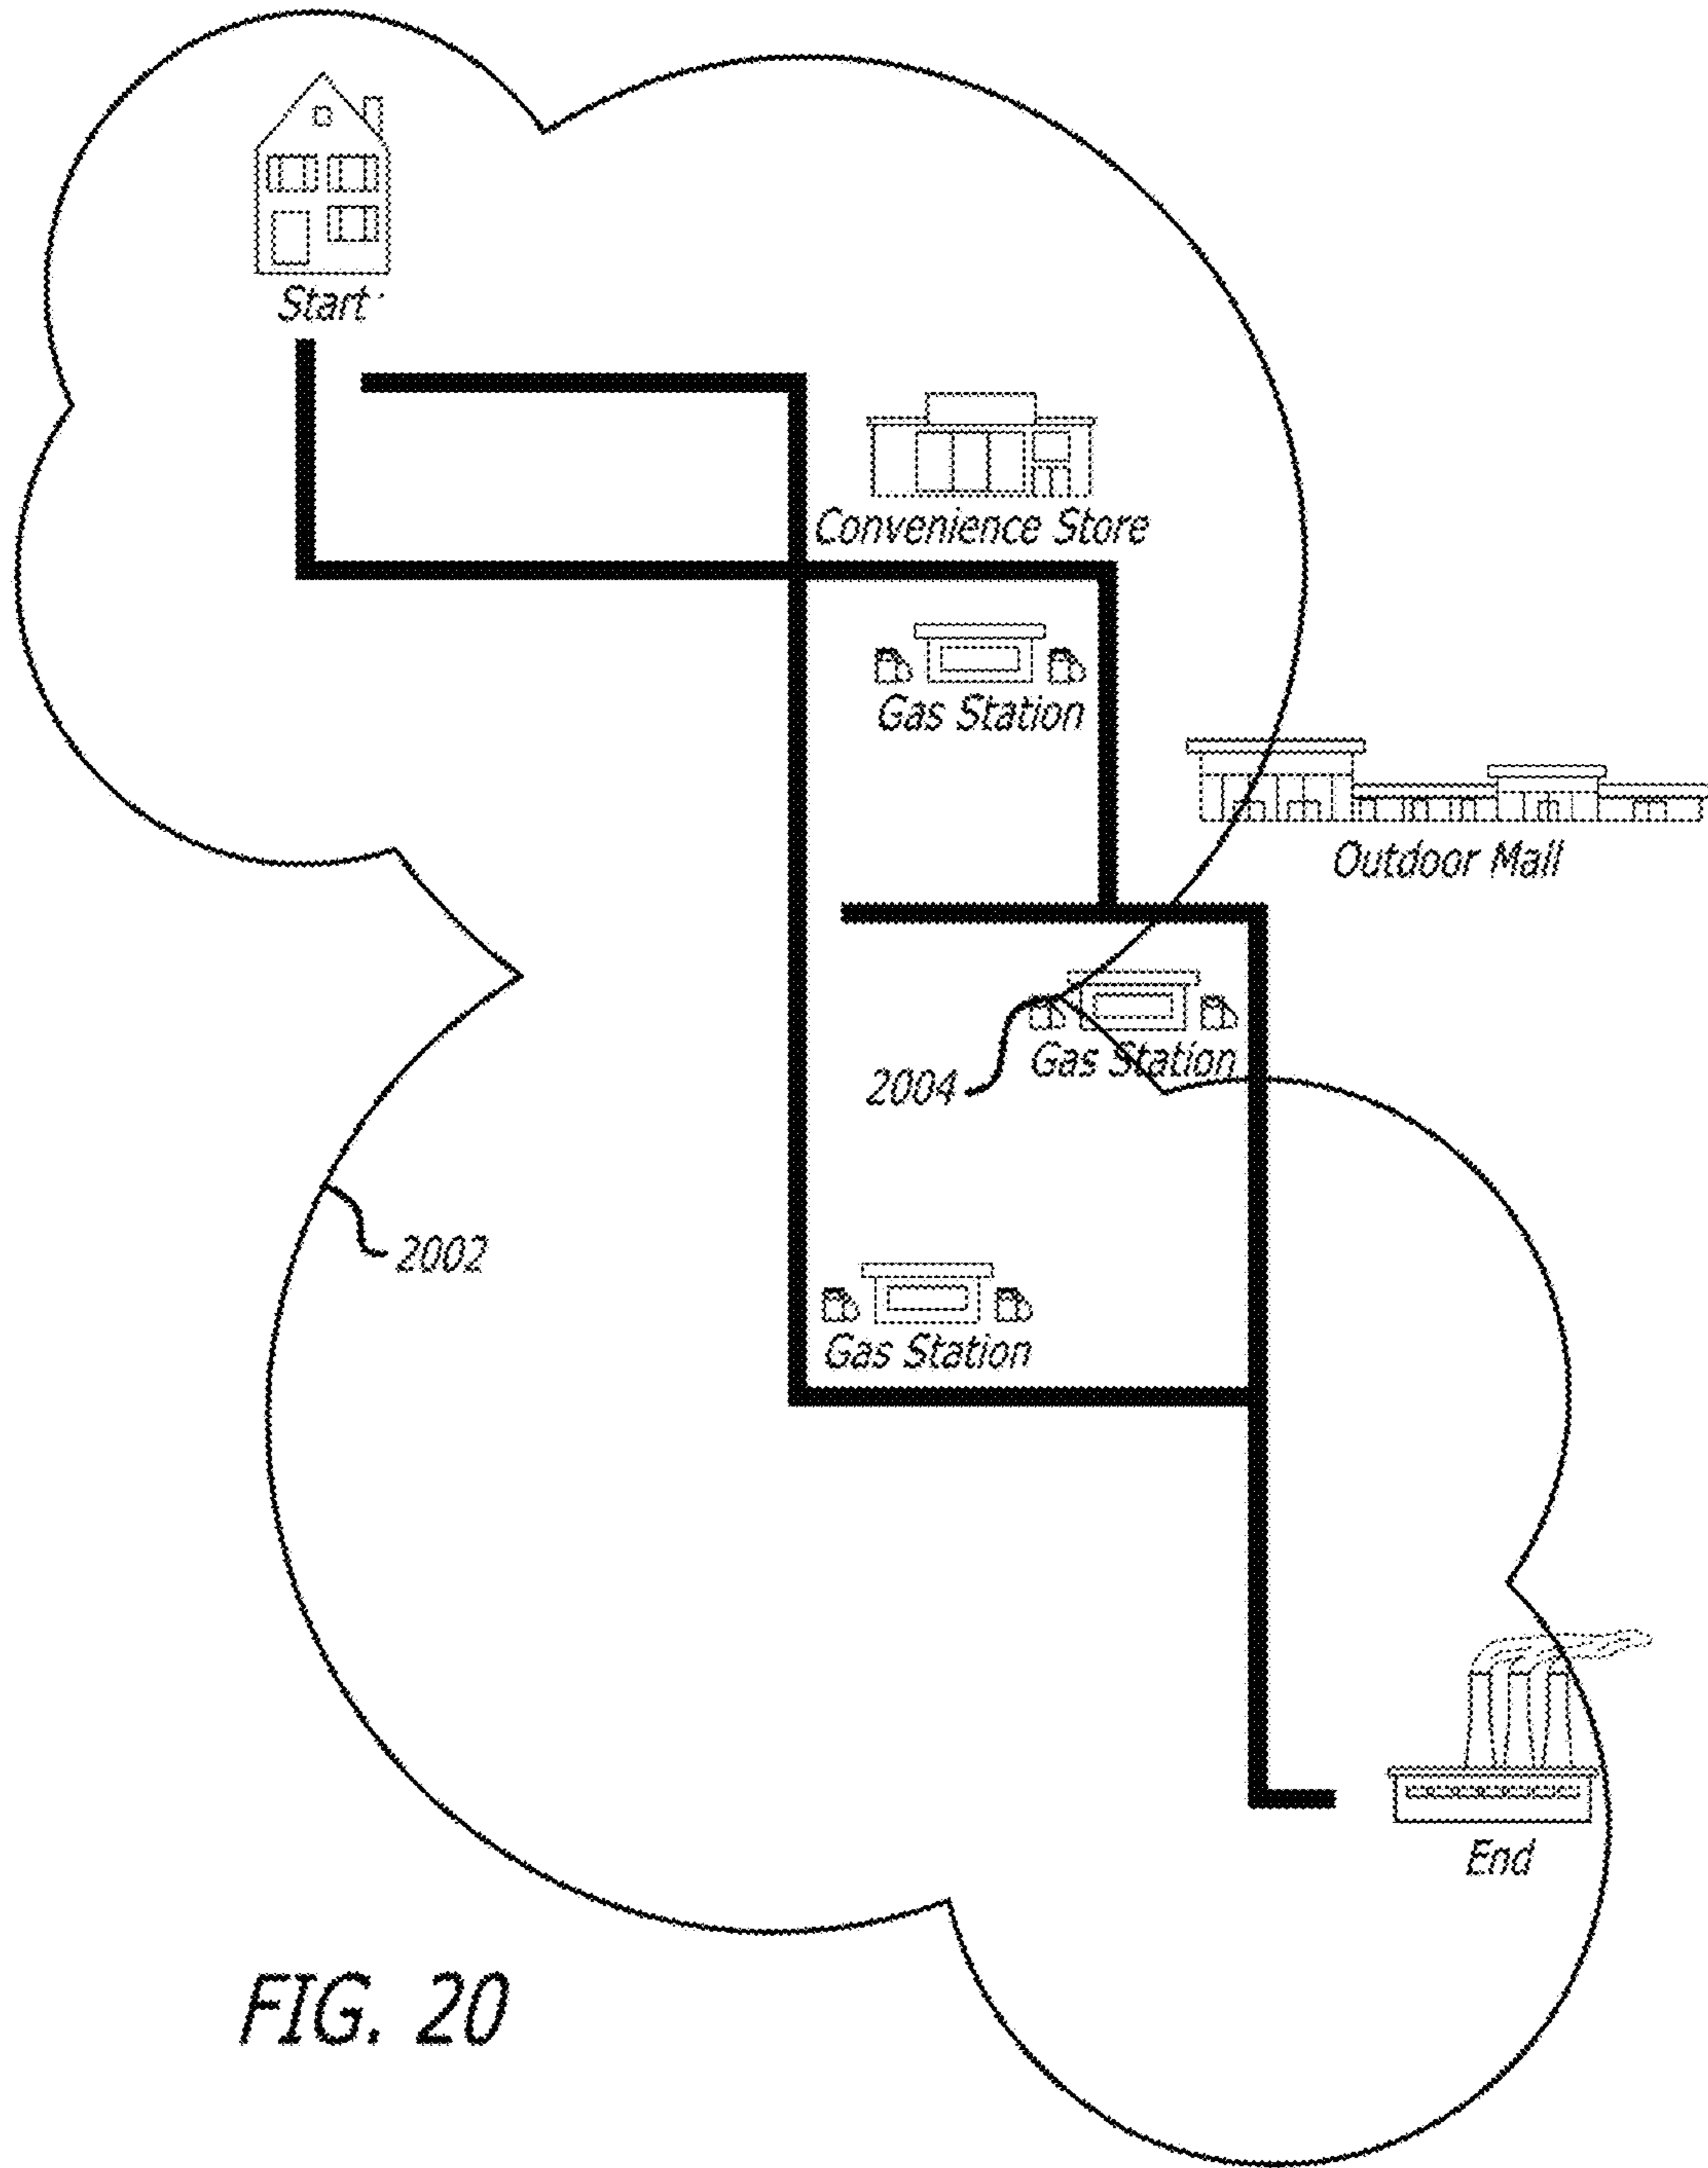 Start
Convenience Store
Gas Station
Outdoor Mall
Gas Station
2004
2002
Gas Station
End
FIG. 20